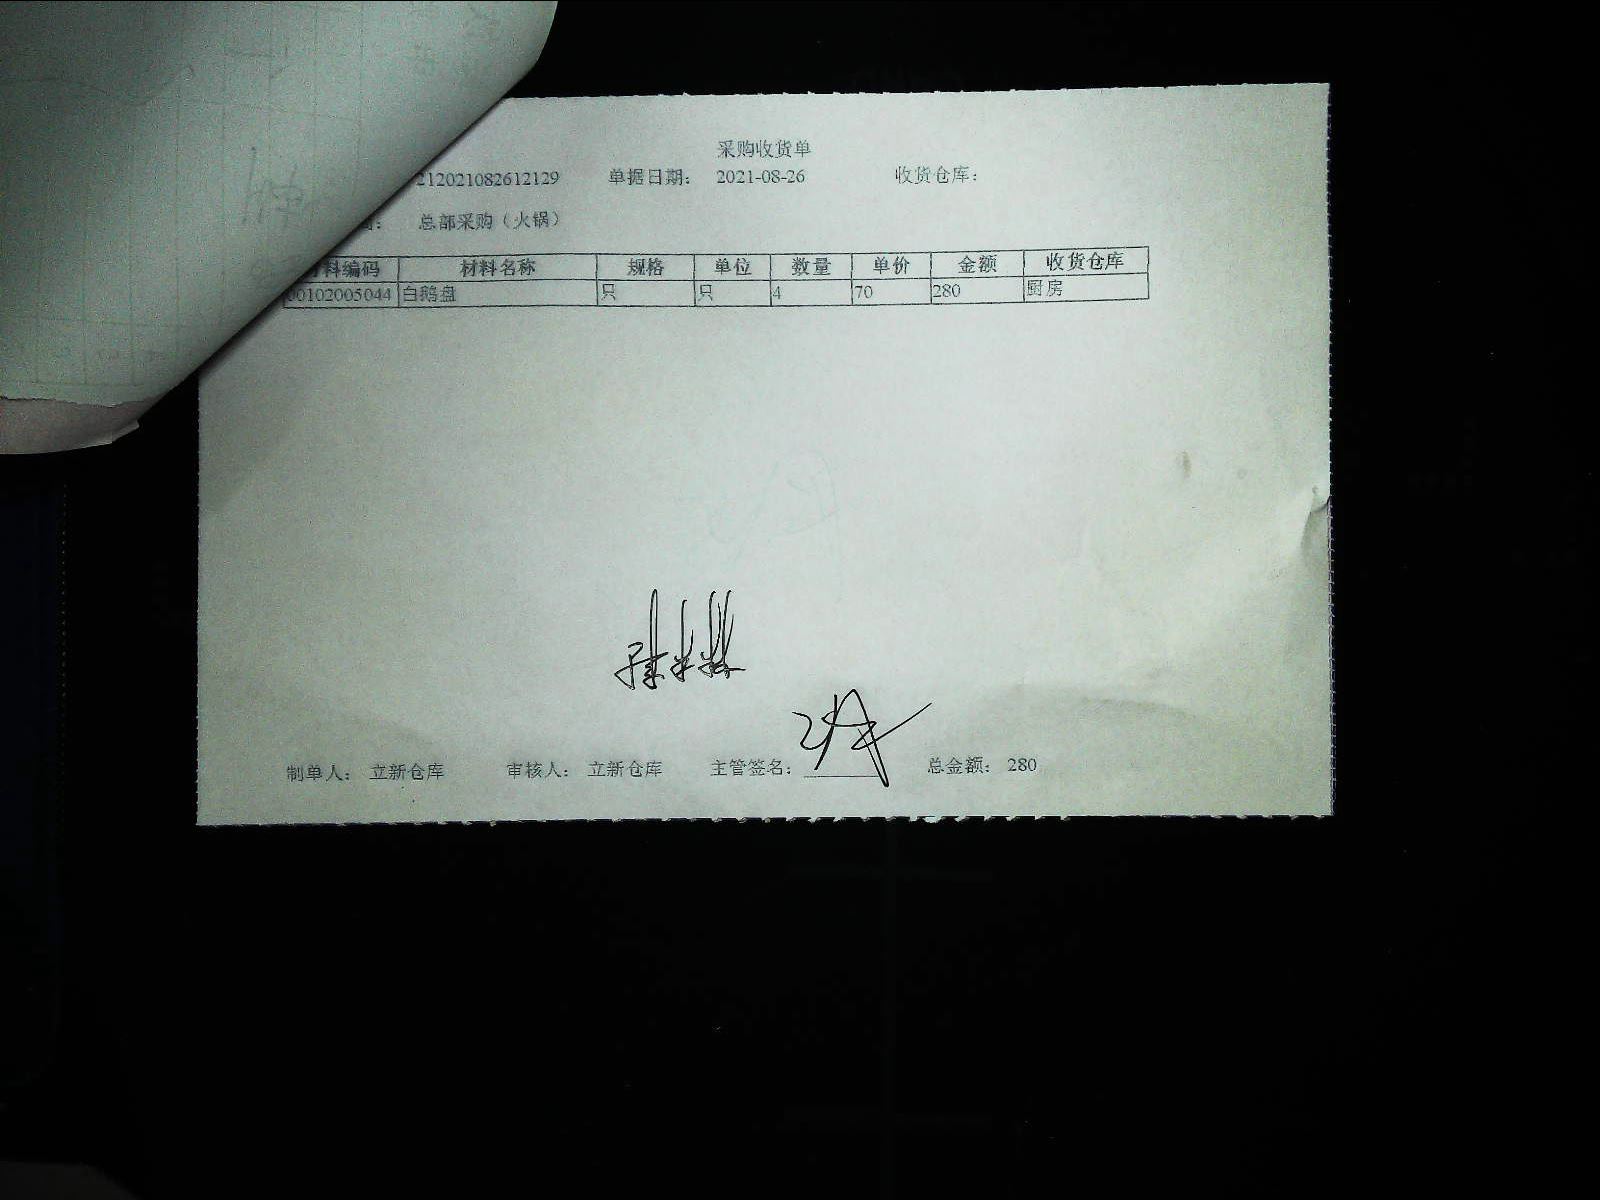 采购收货单
212021082612129 单据日期: 2021-08-26 收货仓库:
总部采购（火锅）
材料编码 材料名称 规格 单位 数量 单价 金额 收货仓库
00102005044 白鹅盘 只 只 4 70 280 厨房
制单人: 立新仓库 审核人: 立新仓库 主管签名: 总金额: 280